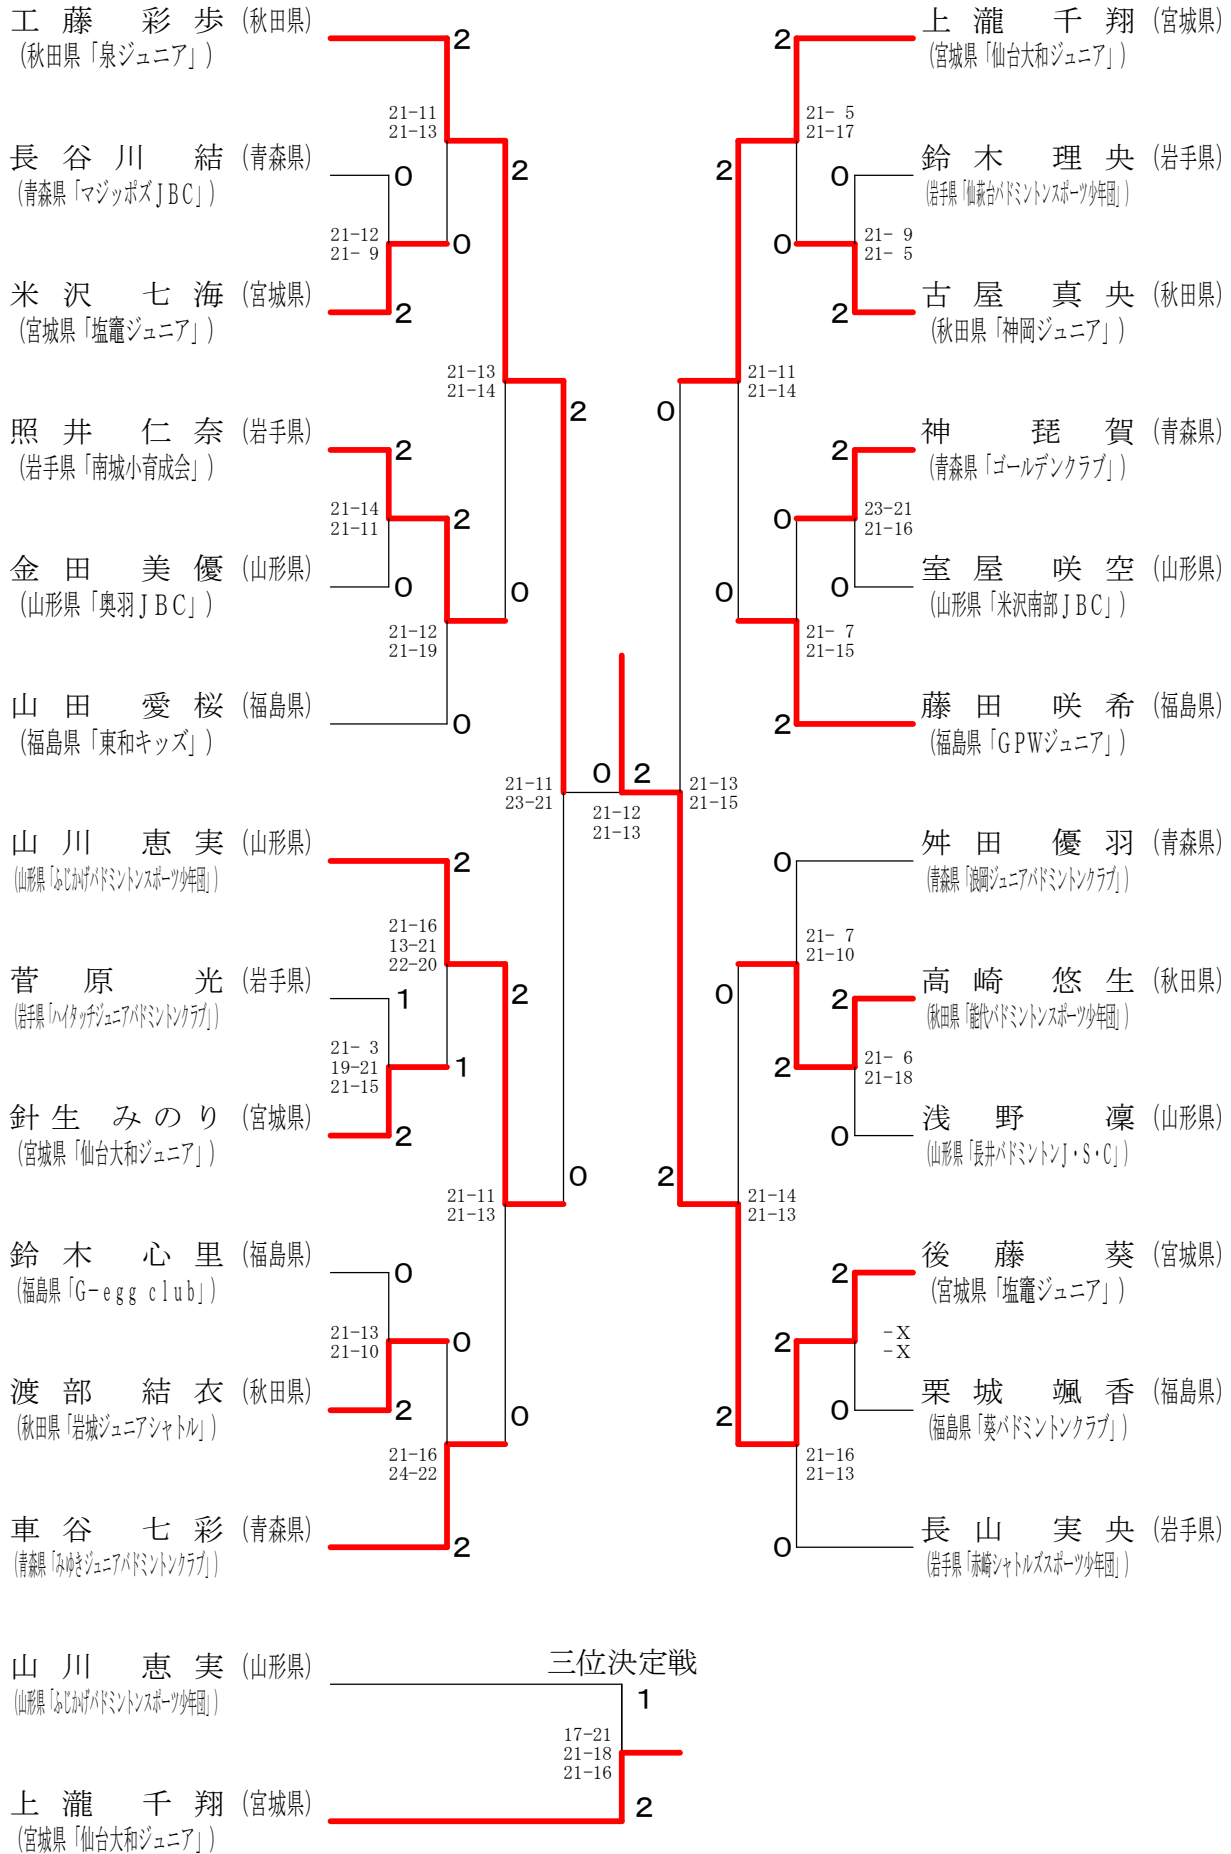 工藤 彩歩 (秋田県)
(秋田県「泉ジュニア」)
2
21-11
21-13
長谷川 結 (青森県)
(青森県「マジッポズJBC」)
0
2
21-12
21- 9
0
米沢 七海 (宮城県)
(宮城県「塩竈ジュニア」)
2
21-13
21-14
2
照井 仁奈 (岩手県)
(岩手県「南城小育成会」)
2
21-14
21-11
2
金田 美優 (山形県)
(山形県「奥羽JBC」)
0
0
21-12
21-19
山田 愛桜 (福島県)
(福島県「東和キッズ」)
0
21-11
23-21
0
2
21-12
21-13
山川 恵実 (山形県)
(山形県「ふじかげバドミントンスポーツ少年団」)
2
21-16
13-21
22-20
菅原 光 (岩手県)
(岩手県「ハイタッチジュニアバドミントンクラブ」)
1
2
21- 3
19-21
21-15
1
針生 みのり (宮城県)
(宮城県「仙台大和ジュニア」)
2
0
21-11
21-13
鈴木 心里 (福島県)
(福島県「G-egg club」)
0
21-13
21-10
0
渡部 結衣 (秋田県)
(秋田県「岩城ジュニアシャトル」)
2
0
21-16
24-22
車谷 七彩 (青森県)
(青森県「みゆきジュニアバドミントンクラブ」)
2
上瀧 千翔 (宮城県)
(宮城県「仙台大和ジュニア」)
2
21- 5
21-17
鈴木 理央 (岩手県)
(岩手県「仙萩台バドミントンスポーツ少年団」)
0
2
21- 9
21- 5
0
古屋 真央 (秋田県)
(秋田県「神岡ジュニア」)
2
21-11
21-14
0
神 琵賀 (青森県)
(青森県「ゴールデンクラブ」)
2
23-21
21-16
0
室屋 咲空 (山形県)
(山形県「米沢南部JBC」)
0
0
21- 7
21-15
藤田 咲希 (福島県)
(福島県「GPWジュニア」)
2
21-13
21-15
舛田 優羽 (青森県)
(青森県「浪岡ジュニアバドミントンクラブ」)
0
21- 7
21-10
高崎 悠生 (秋田県)
(秋田県「能代バドミントンスポーツ少年団」)
2
0
21- 6
21-18
2
浅野 凜 (山形県)
(山形県「長井バドミントンJ・S・C」)
0
2
21-14
21-13
後藤 葵 (宮城県)
(宮城県「塩竈ジュニア」)
2
-X
-X
2
栗城 颯香 (福島県)
(福島県「葵バドミントンクラブ」)
0
2
21-16
21-13
長山 実央 (岩手県)
(岩手県「赤崎シャトルズスポーツ少年団」)
0
三位決定戦
山川 恵実 (山形県)
(山形県「ふじかげバドミントンスポーツ少年団」)
1
17-21
21-18
21-16
上瀧 千翔 (宮城県)
(宮城県「仙台大和ジュニア」)
2